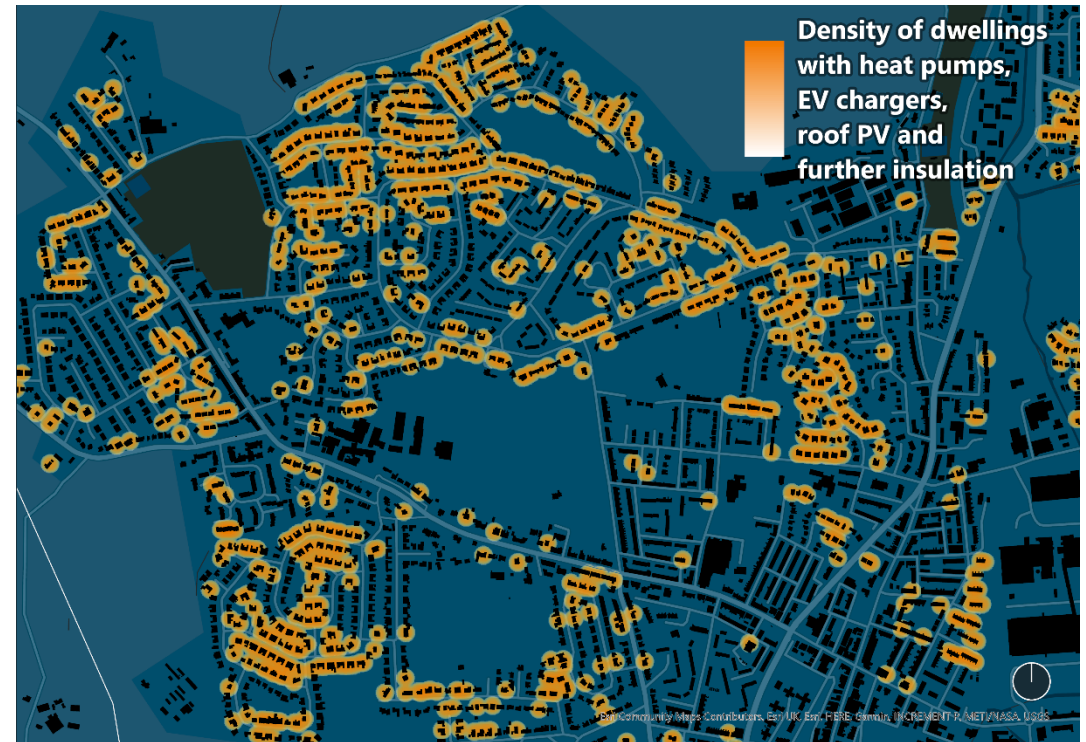 Density of dwellings
with heat pumps,
EV chargers,
roof PV and
further insulation
Esri Community Maps Contributors, Esri UK, Esri, HERE, Garmin, INCREMENT P, METI/NASA, USGS